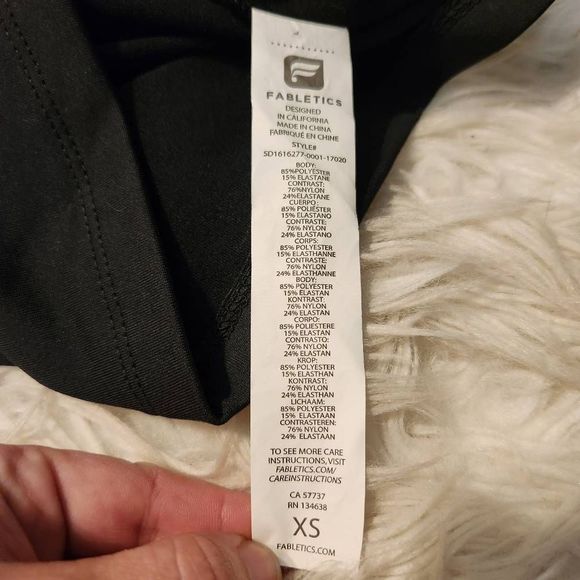 FABLETICS
DESIGNED
IN CALIFORNIA
MADE IN CHINA
FABRIQUÉ EN CHINE
STYLE#
SD1616277-0001-17020
BODY:
85%POLYESTER
15% ELASTANE
CONTRAST:
76%NYLON
24%ELASTANE
CUERPO:
85% POLIESTER
15% ELASTANO
CONTRASTE:
76% NYLON
24% ELASTANO
CORPS:
85% POLYESTER
15% ELASTHANNE
CONTRASTE:
76% NYLON
24% ELASTHANNE
BODY:
85% POLYESTER
15% ELASTAN
KONTRAST:
76% NYLON
24% ELASTAN
CORPO:
85% POLIESTERE
15% ELASTAN
CONTRASTO:
76% NYLON
24% ELASTAN
KROP:
85% POLYESTER
15% ELASTHAN
KONTRAST:
76% NYLON
24% ELASTHAN
LICHAAM:
85% POLYESTER
15% ELASTAAN
CONTRASTEREN:
76% NYLON
24% ELASTAAN
TO SEE MORE CARE
INSTRUCTIONS, VISIT
FABLETICS.COM/
CAREINSTRUCTIONS
CA 57737
RN 134638
XS
FABLETICS.COM